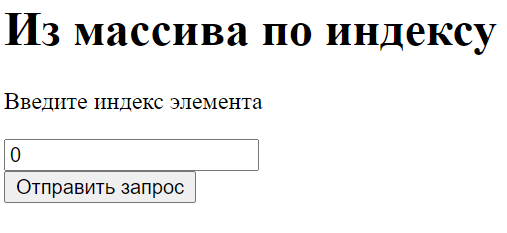 Из массива по индексу
Введите индекс элемента
0
Отправить запрос